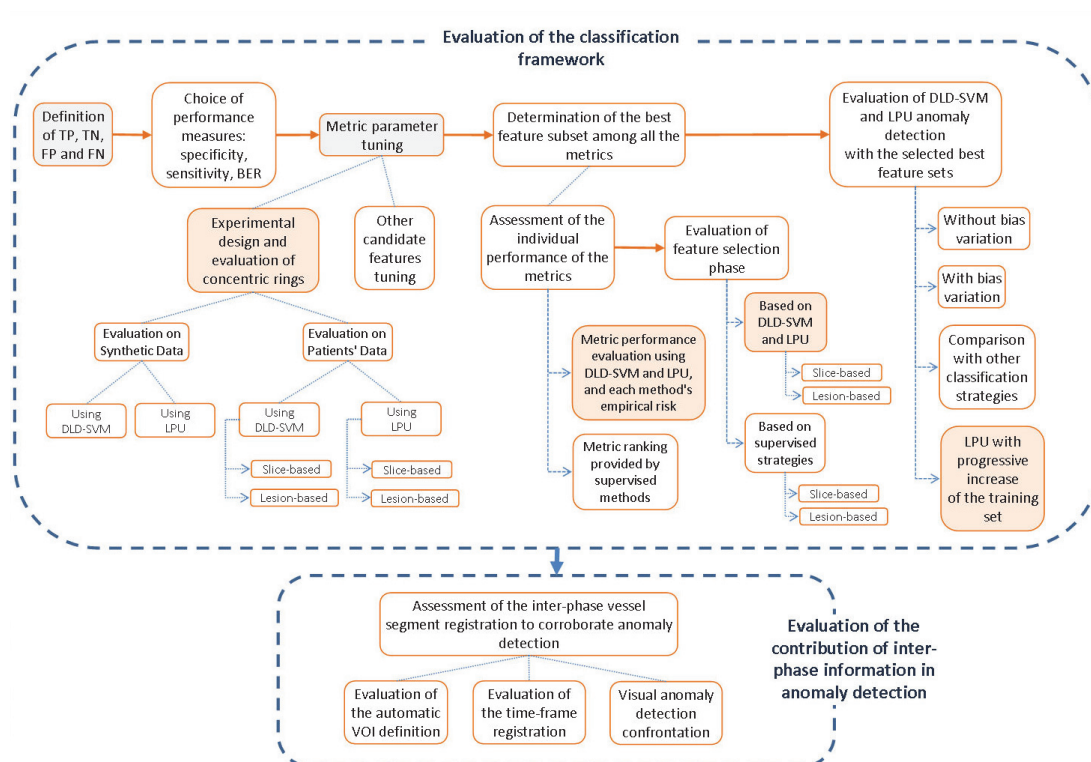 Evaluation of the classification
framework
Definition
of TP, TN,
FP and FN
Choice of
performance
measures:
specificity,
sensitivity, BER
Metric parameter
tuning
Determination of the best
feature subset among all the
metrics
Evaluation of DLD-SVM
and LPU anomaly
detection
with the selected best
feature sets
Experimental
design and
evaluation of
concentric rings
Other
candidate
features
tuning
Evaluation on
Synthetic Data
Evaluation on
Patients' Data
Using
DLD-SVM
Using
LPU
Using
DLD-SVM
Slice-based
Lesion-based
Using
LPU
Slice-based
Lesion-based
Assessment of the
individual
performance of the
metrics
Evaluation of
feature selection
phase
Metric performance
evaluation using
DLD-SVM and LPU,
and each method's
empirical risk
Metric ranking
provided by
supervised
methods
Based on
DLD-SVM
and LPU
Slice-based
Lesion-based
Based on
supervised
strategies
Slice-based
Lesion-based
Without bias
variation
With bias
variation
Comparison
with other
classification
strategies
LPU with
progressive
increase
of the training
set
Assessment of the inter-phase vessel
segment registration to corroborate anomaly
detection
Evaluation of
the automatic
VOI definition
Evaluation of
the time-frame
registration
Visual anomaly
detection
confrontation
Evaluation of the
contribution of inter-
phase information in
anomaly detection